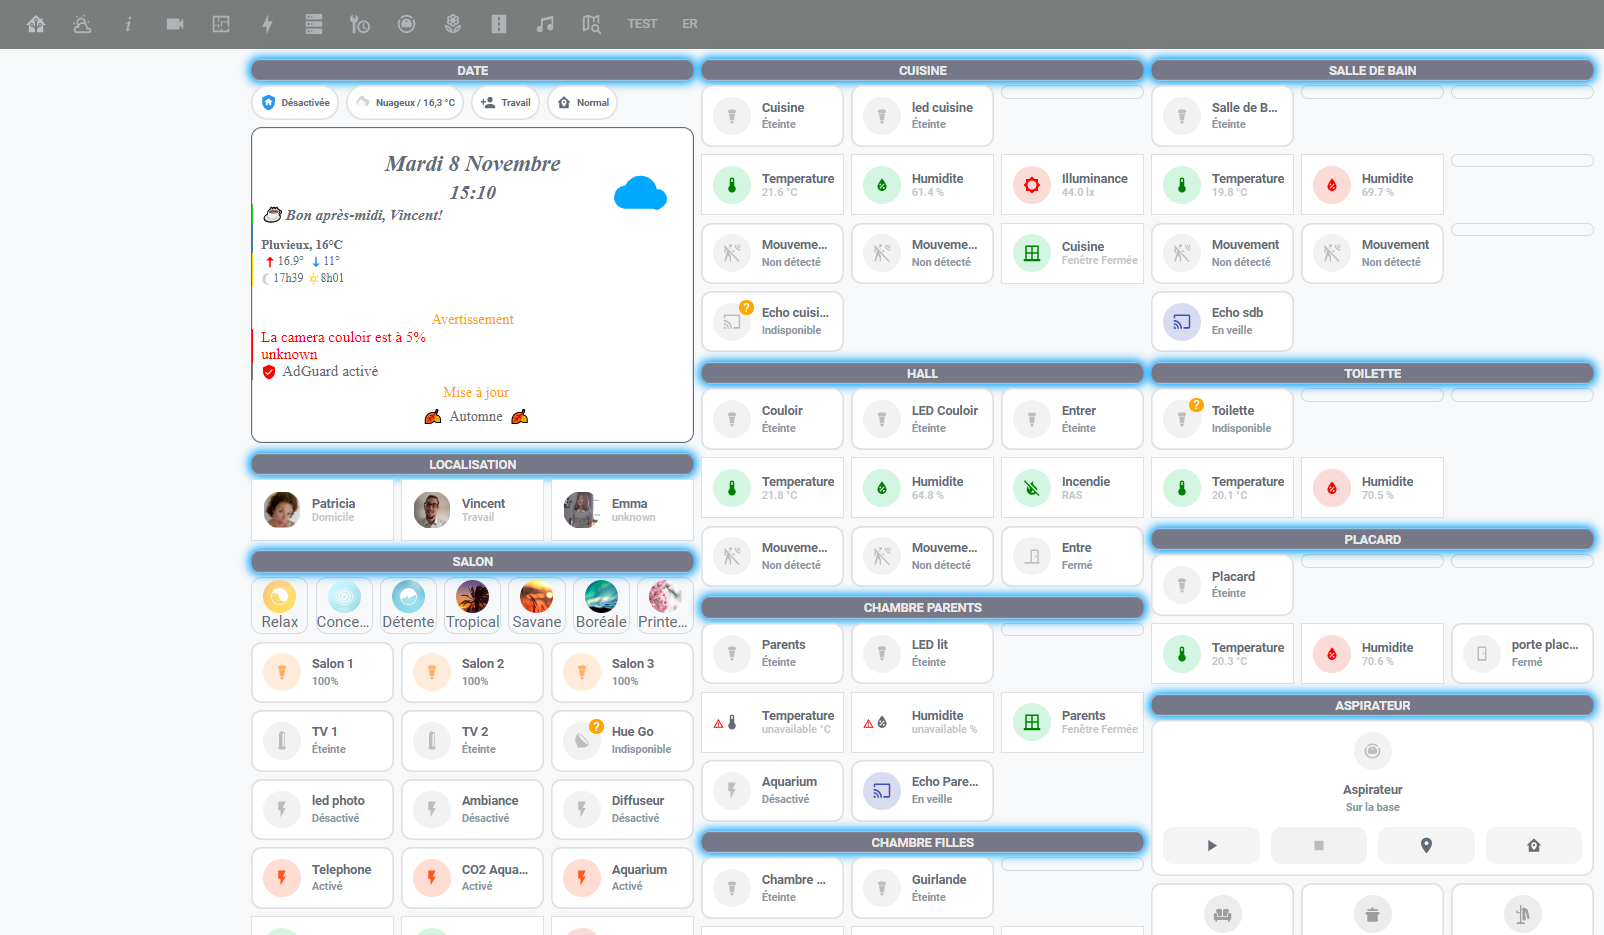 TEST
ER
DATE
Désactivée
Nuageux / 16,3 °C
Travail
Normal
Mardi 8 Novembre
15:10
Bon après-midi, Vincent!
Pluvieux, 16°C
16.9° 11°
17h39 8h01
Avertissement
La camera couloir est à 5%
unknown
AdGuard activé
Mise à jour
Automne
LOCALISATION
Patricia
Domicile
Vincent
Travail
Emma
unknown
SALON
Relax
Conce...
Détente
Tropical
Savane
Boréale
Printe...
Salon 1
100%
Salon 2
100%
Salon 3
100%
TV 1
Éteinte
TV 2
Éteinte
?
Hue Go
Indisponible
led photo
Désactivé
Ambiance
Désactivé
Diffuseur
Désactivé
Telephone
Activé
CO2 Aqua...
Activé
Aquarium
Activé
CUISINE
Cuisine
Éteinte
led cuisine
Éteinte
Temperature
21.6 °C
Humidite
61.4 %
Illuminance
44.0 lx
Mouveme...
Non détecté
Mouveme...
Non détecté
Cuisine
Fenêtre Fermée
?
Echo cuisi...
Indisponible
HALL
Couloir
Éteinte
LED Couloir
Éteinte
Entrer
Éteinte
Temperature
21.8 °C
Humidite
64.8 %
Incendie
RAS
Mouveme...
Non détecté
Mouveme...
Non détecté
Entre
Fermé
CHAMBRE PARENTS
Parents
Éteinte
LED lit
Éteinte
Temperature
unavailable °C
Humidite
unavailable %
Parents
Fenêtre Fermée
Aquarium
Désactivé
Echo Pare...
En veille
CHAMBRE FILLES
Chambre ...
Éteinte
Guirlande
Éteinte
SALLE DE BAIN
Salle de B...
Éteinte
Temperature
19.8 °C
Humidite
69.7 %
Mouvement
Non détecté
Mouvement
Non détecté
Echo sdb
En veille
TOILETTE
?
Toilette
Indisponible
Temperature
20.1 °C
Humidite
70.5 %
PLACARD
Placard
Éteinte
Temperature
20.3 °C
Humidite
70.6 %
porte plac...
Fermé
ASPIRATEUR
Aspirateur
Sur la base